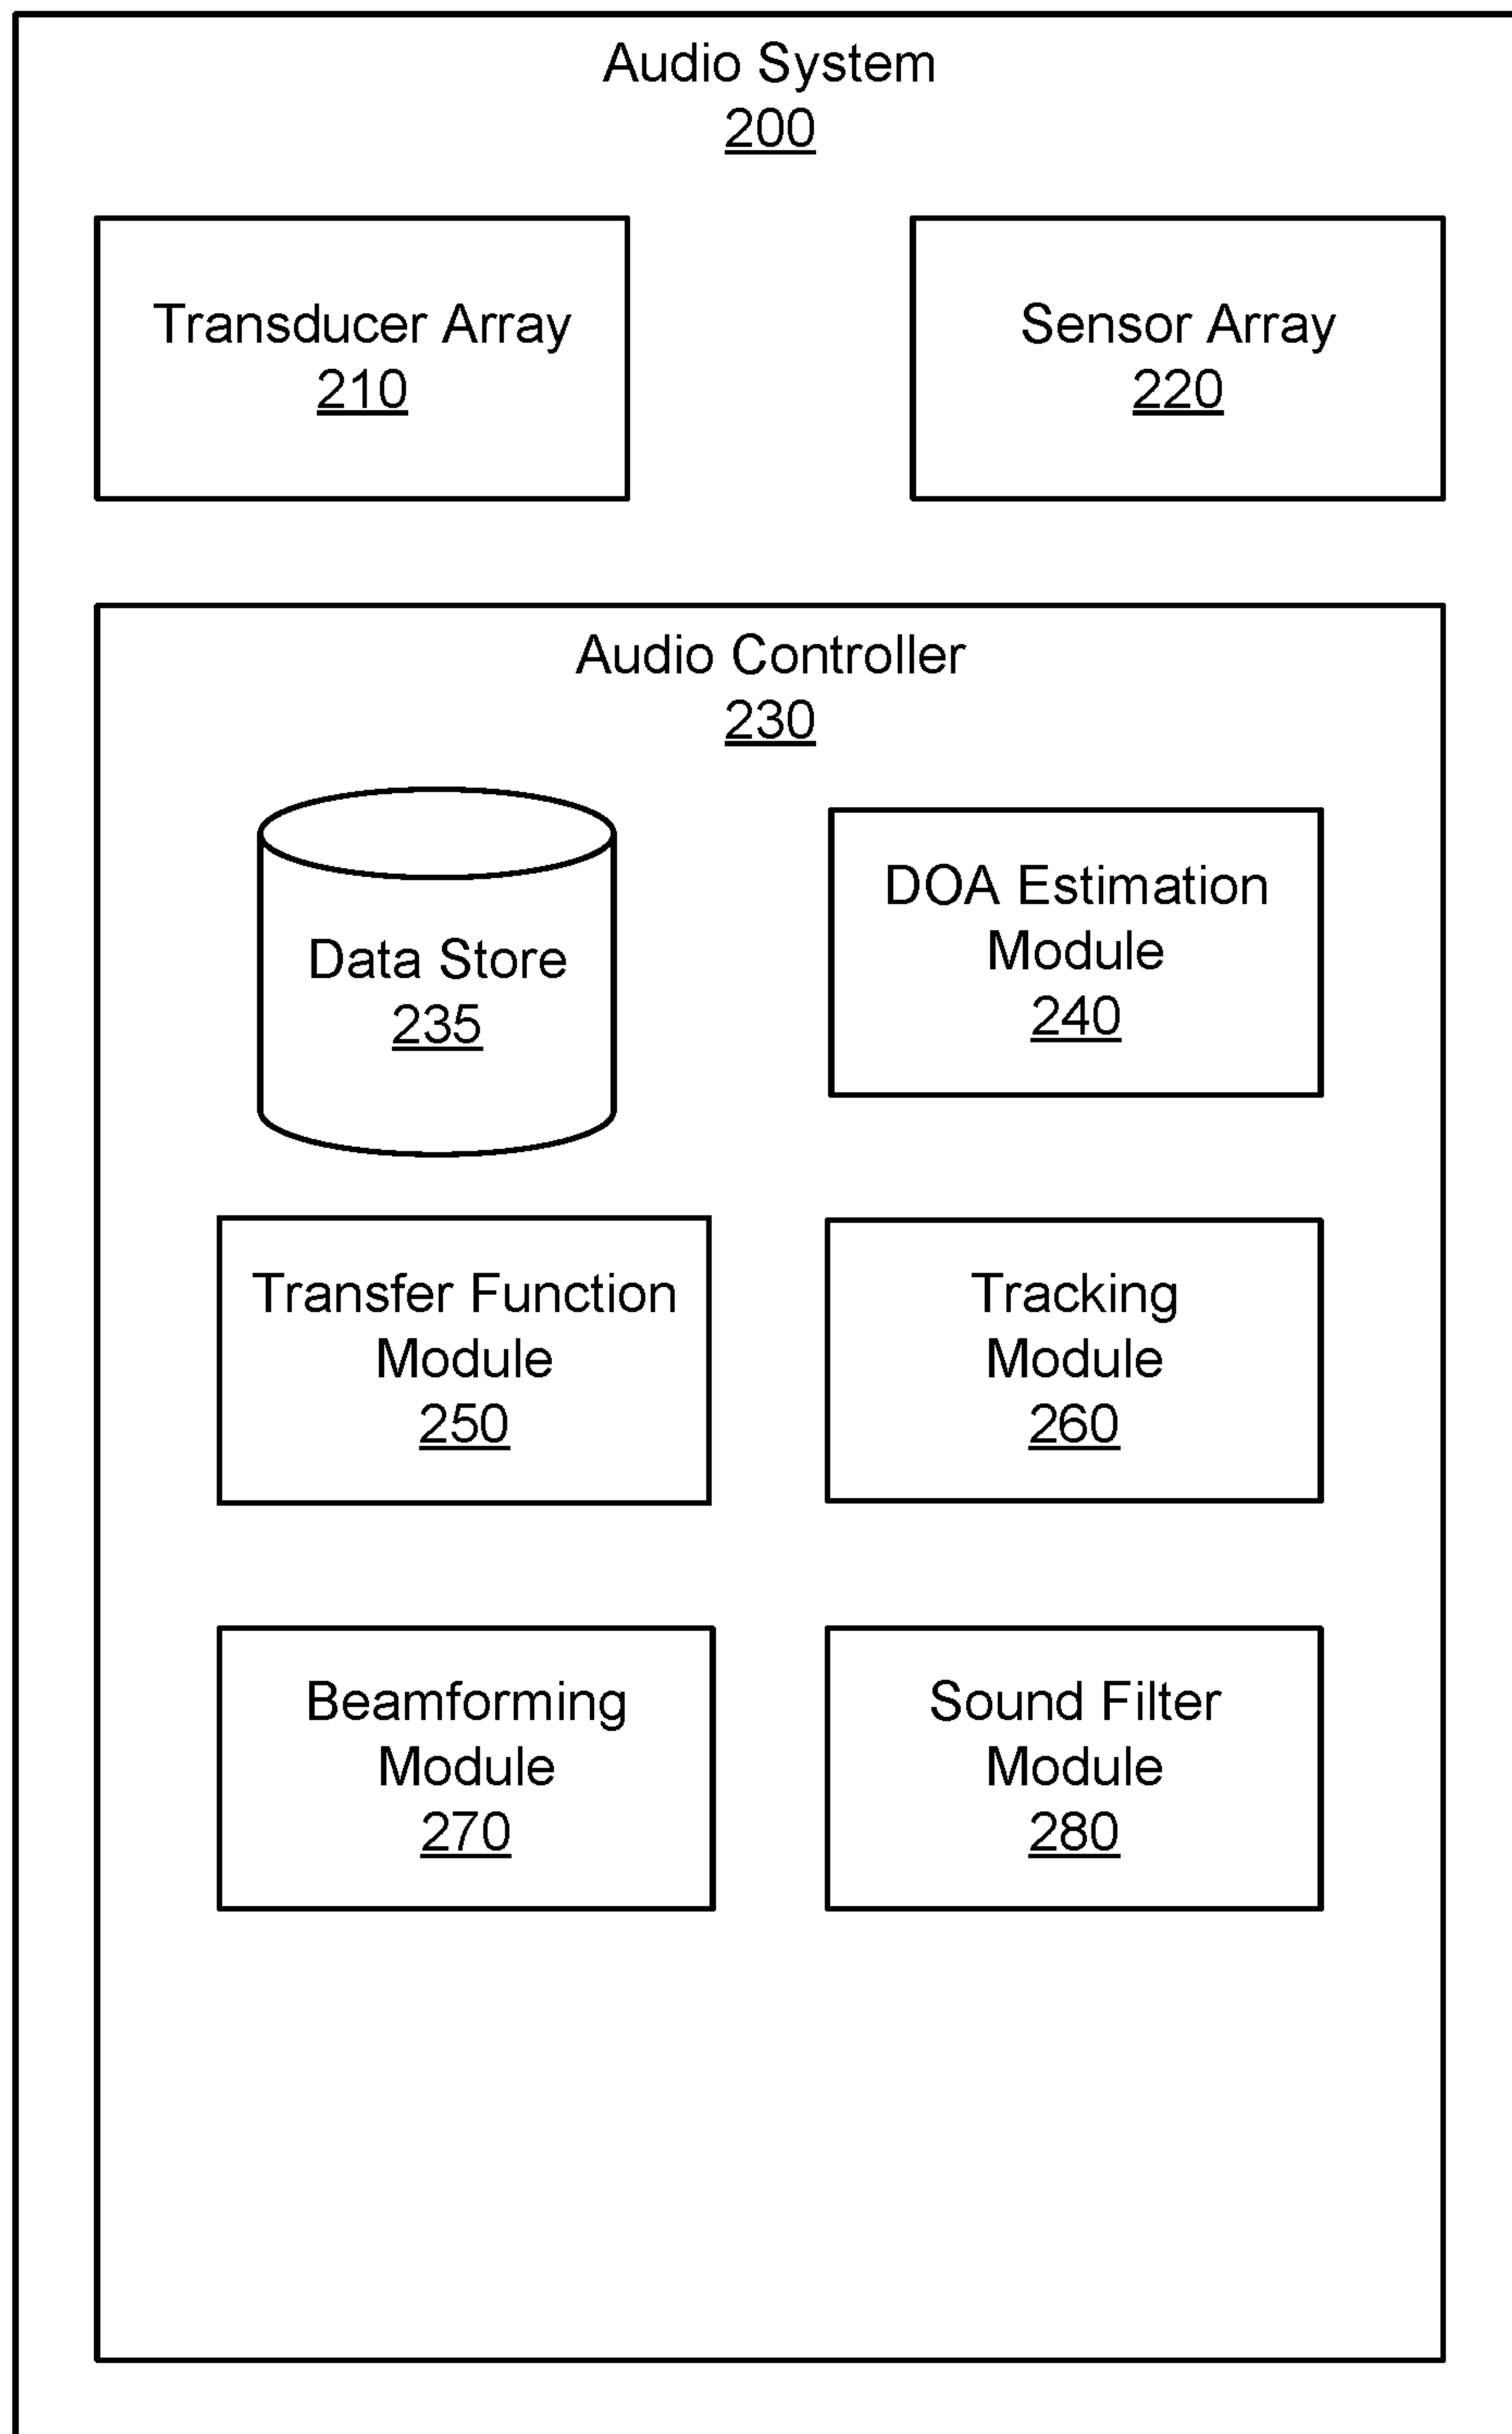 Audio System
200
Transducer Array
210
Sensor Array
220
Audio Controller
230
Data Store
235
DOA Estimation
Module
240
Transfer Function
Module
250
Tracking
Module
260
Beamforming
Module
270
Sound Filter
Module
280